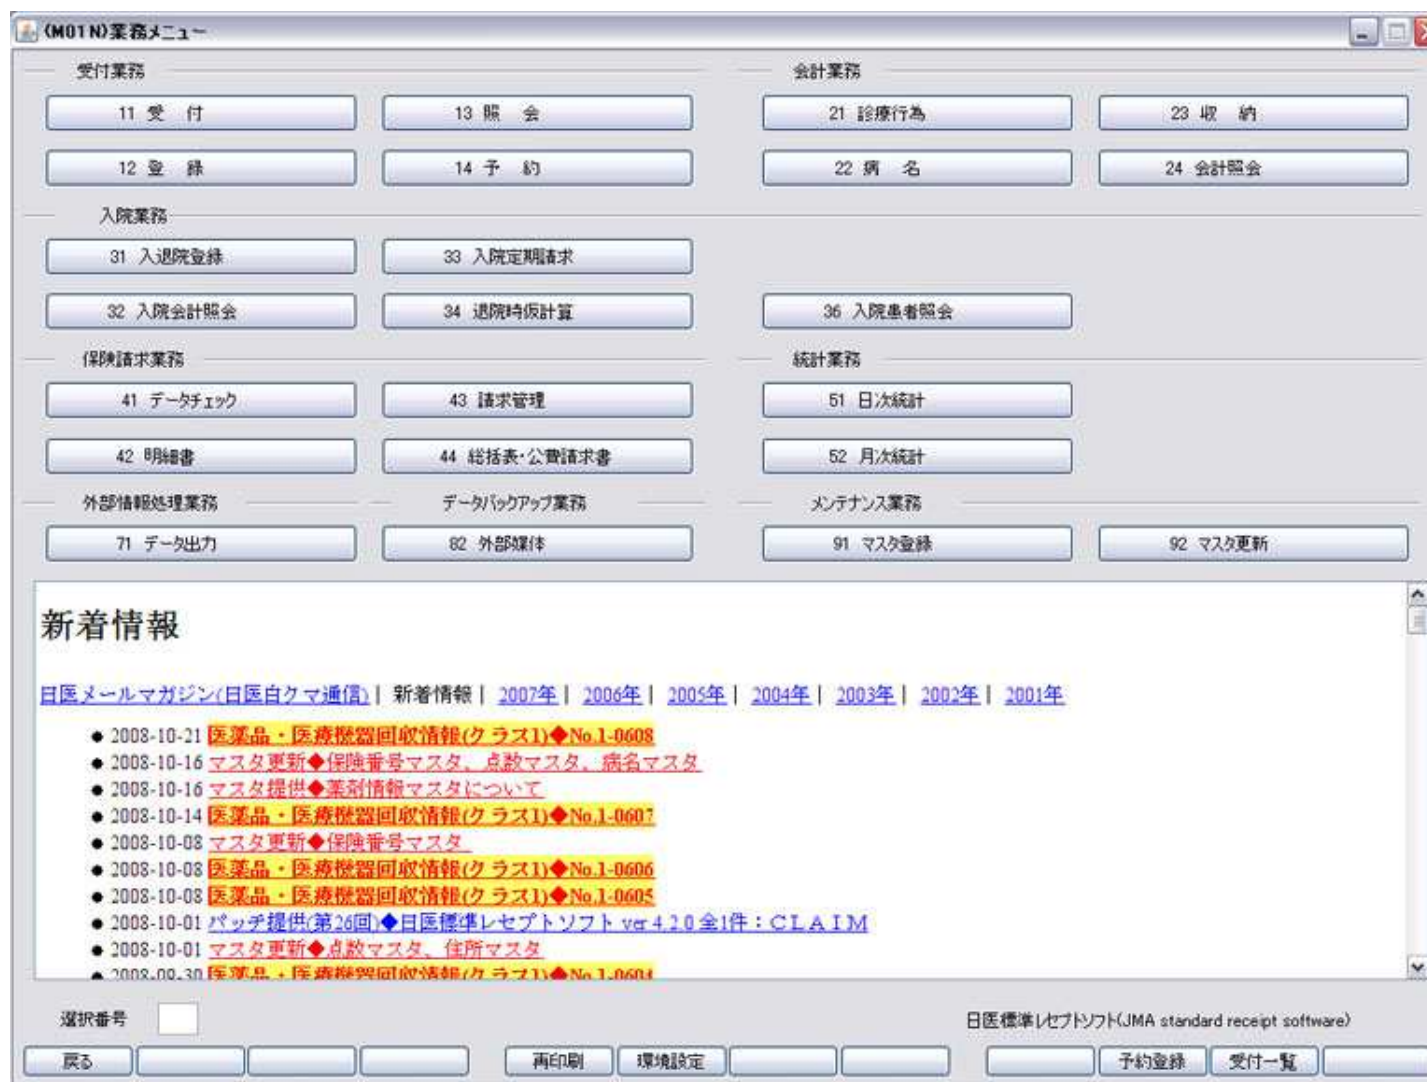 (M01N)業務メニュー
受付業務 会計業務
11 受 付 13 照 会 21 診療行為 23 収 納
12 登 録 14 予 約 22 病 名 24 会計照会
入院業務
31 入退院登録 33 入院定期請求
32 入院会計照会 34 退院時仮計算 36 入院患者照会
保険請求業務 統計業務
41 データチェック 43 請求管理 51 日次統計
42 明細書 44 総括表・公費請求書 52 月次統計
外部情報処理業務 データバックアップ業務 メンテナンス業務
71 データ出力 82 外部媒体 91 マスタ登録 92 マスタ更新
新着情報
日医メールマガジン(日医白クマ通信) | 新着情報 | 2007年 | 2006年 | 2005年 | 2004年 | 2003年 | 2002年 | 2001年
● 2008-10-21 医薬品・医療機器回収情報(クラス1)◆No.1-0608
● 2008-10-16 マスタ更新◆保険番号マスタ、点数マスタ、病名マスタ
● 2008-10-16 マスタ提供◆薬剤情報マスタについて
● 2008-10-14 医薬品・医療機器回収情報(クラス1)◆No.1-0607
● 2008-10-08 マスタ更新◆保険番号マスタ
● 2008-10-08 医薬品・医療機器回収情報(クラス1)◆No.1-0606
● 2008-10-08 医薬品・医療機器回収情報(クラス1)◆No.1-0605
● 2008-10-01 パッチ提供(第26回)◆日医標準レセプトソフト ver 4.2.0 全1件：ＣＬＡＩＭ
● 2008-10-01 マスタ更新◆点数マスタ、住所マスタ
● 2008-09-30 医薬品・医療機器回収情報(クラス1)◆No.1-0604
選択番号 日医標準レセプトソフト(JMA standard receipt software)
戻る 再印刷 環境設定 予約登録 受付一覧